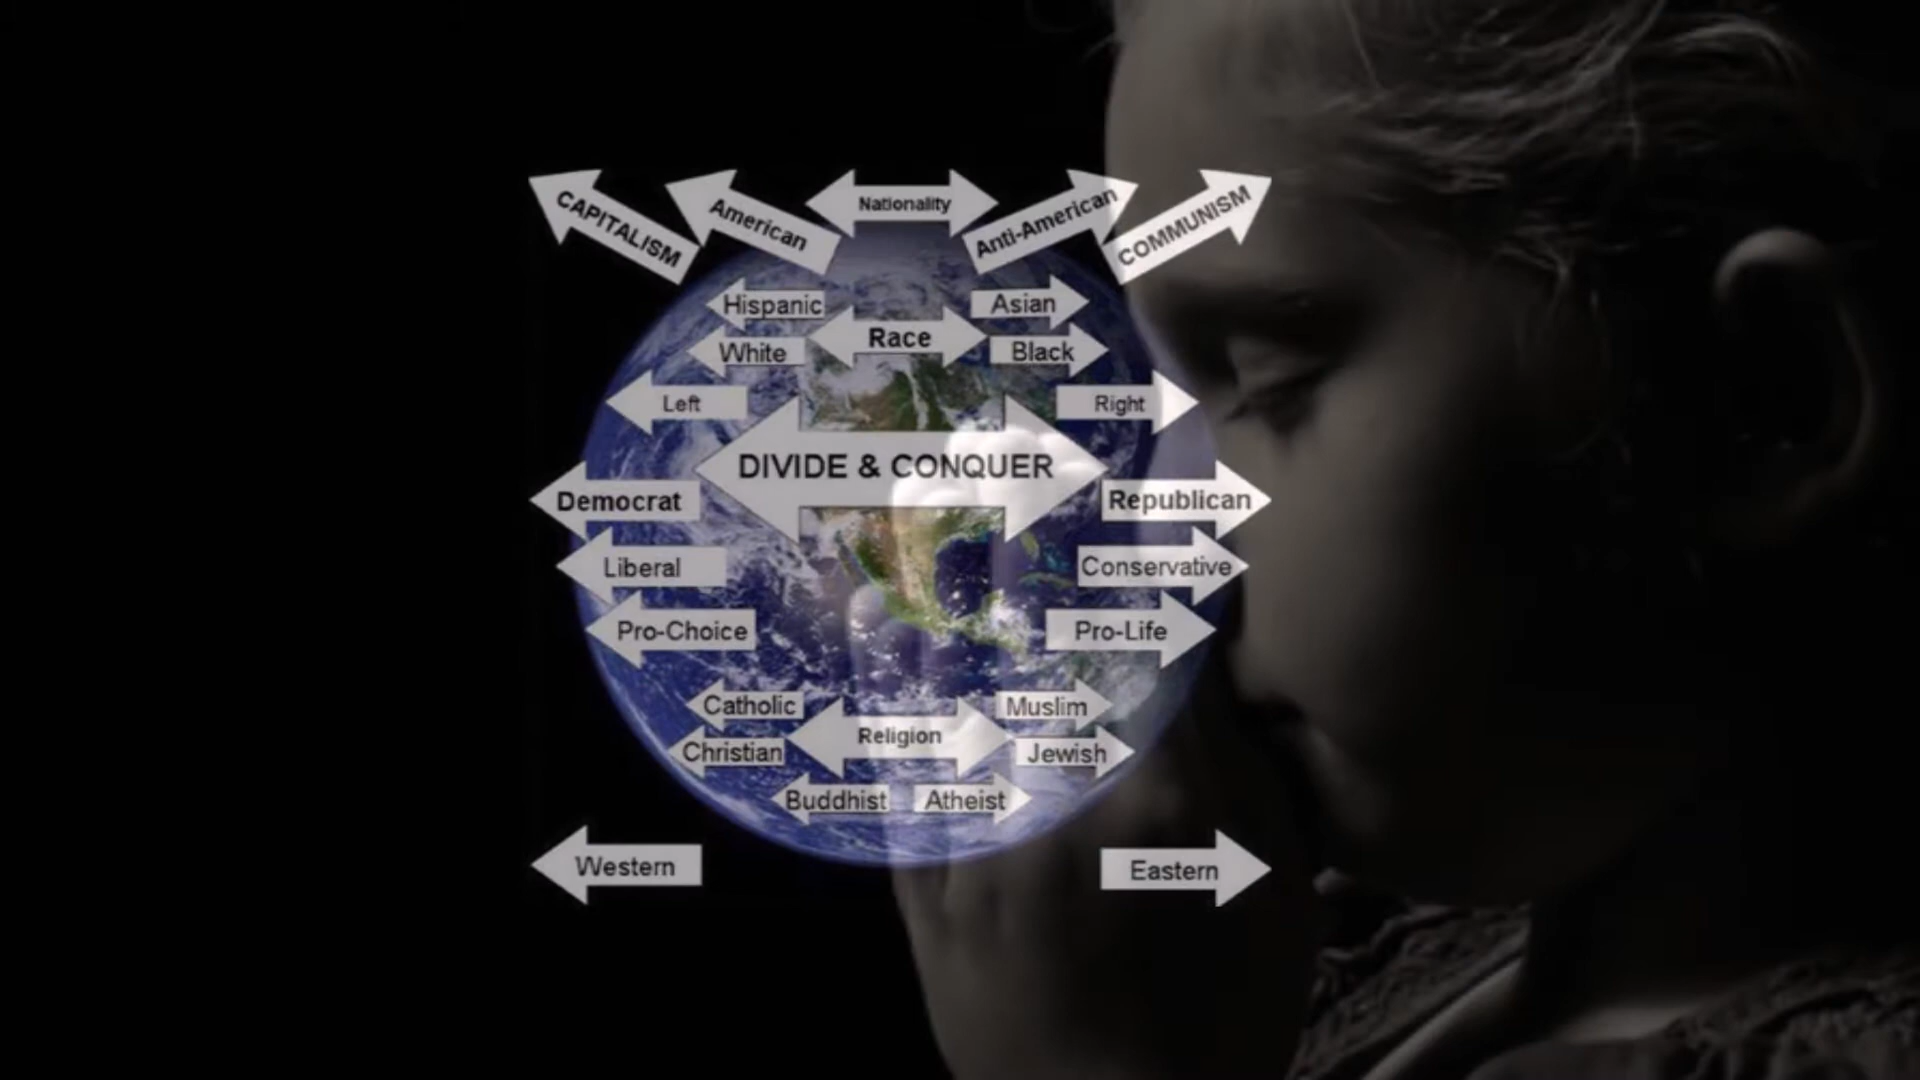 CAPITALISM
American
Nationality
Anti-American
COMMUNISM
Hispanic
Asian
White
Race
Black
Left
Right
DIVIDE & CONQUER
Democrat
Republican
Liberal
Conservative
Pro-Choice
Pro-Life
Catholic
Muslim
Christian
Religion
Jewish
Buddhist
Atheist
Western
Eastern